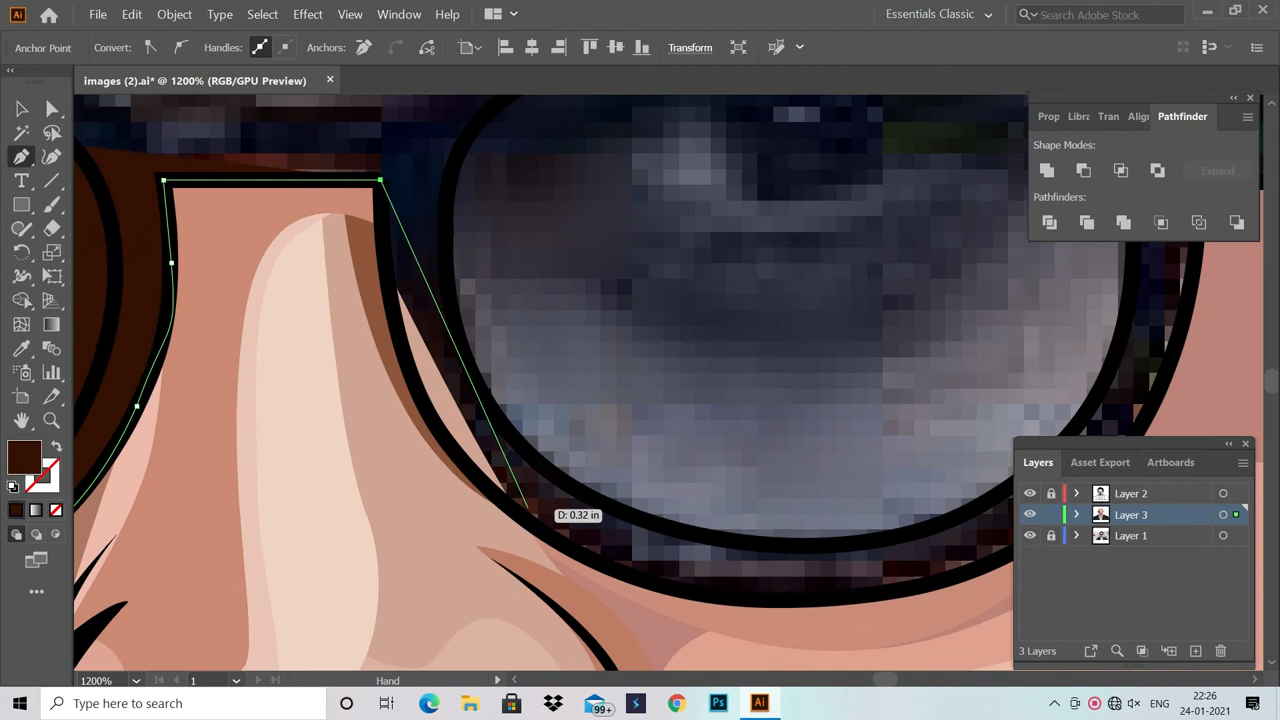 Ai File Edit Object Type Select Effect View Window Help Essentials Classic Search Adobe Stock
Anchor Point Convert: Handles: Anchors: Transform
images (2).ai* @ 1200% (RGB/GPU Preview)
Prop Libra Tran Align Pathfinder
Shape Modes:
Expand
Pathfinders:
D: 0.32 in
Layers Asset Export Artboards
Layer 2
Layer 3
Layer 1
3 Layers
1200% 1 Hand
Type here to search 99+ Ps Ai ENG 22:26
24-01-2021